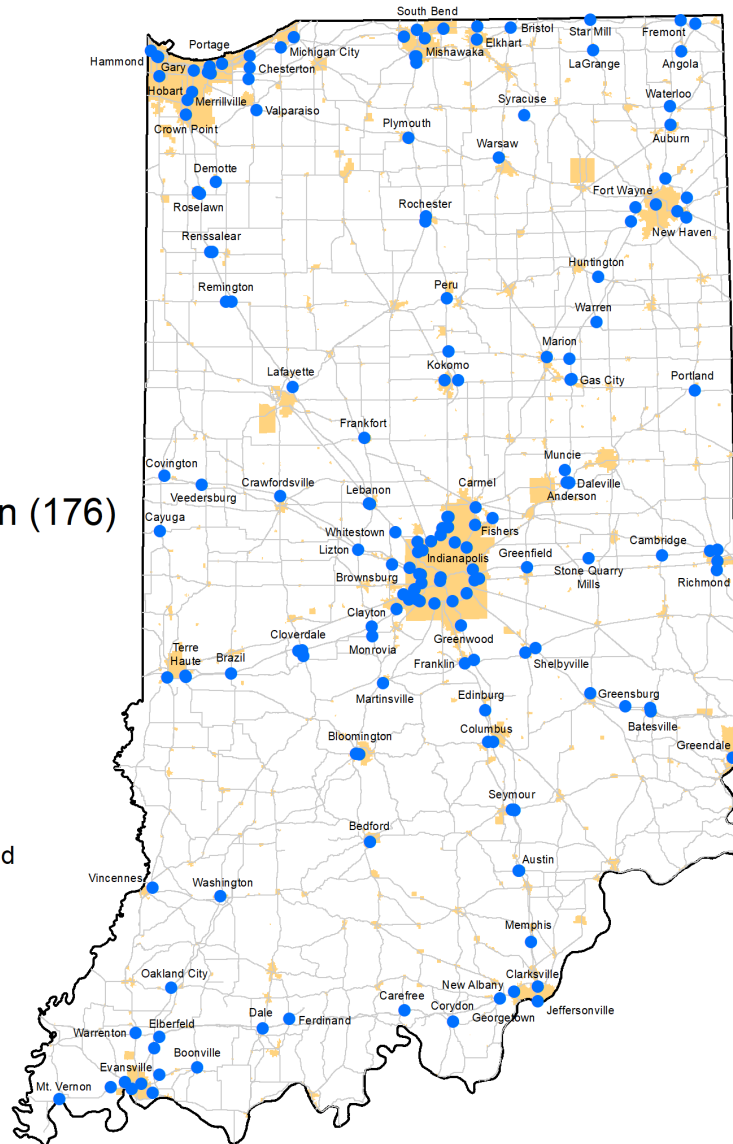 South Bend
Bristol
Star Mill
Fremont
Portage
Michigan City
Hammond
Mishawaka
Elkhart
LaGrange
Angola
Gary
Chesterton
Hobart
Merrillville
Valparaiso
Syracuse
Waterloo
Crown Point
Plymouth
Auburn
Warsaw
Demotte
Fort Wayne
Roselawn
Rochester
New Haven
Renssalear
Huntington
Remington
Peru
Warren
Marion
Lafayette
Kokomo
Gas City
Portland
Frankfort
Covington
Muncie
Veedersburg
Crawfordsville
Lebanon
Carmel
Daleville
Anderson
n (176)
Cayuga
Whitestown
Fishers
Lizton
Indianapolis
Greenfield
Cambridge
Brownsburg
Stone Quarry
Mills
Richmond
Clayton
Cloverdale
Greenwood
Terre
Haute
Brazil
Monrovia
Franklin
Shelbyville
Martinsville
Edinburg
Greensburg
Bloomington
Columbus
Batesville
Greendale
Seymour
Bedford
d
Austin
Vincennes
Washington
Memphis
Oakland City
Clarksville
New Albany
Carefree
Corydon
Georgetown
Jeffersonville
Dale
Ferdinand
Warrenton
Elberfeld
Boonville
Evansville
Mt. Vernon